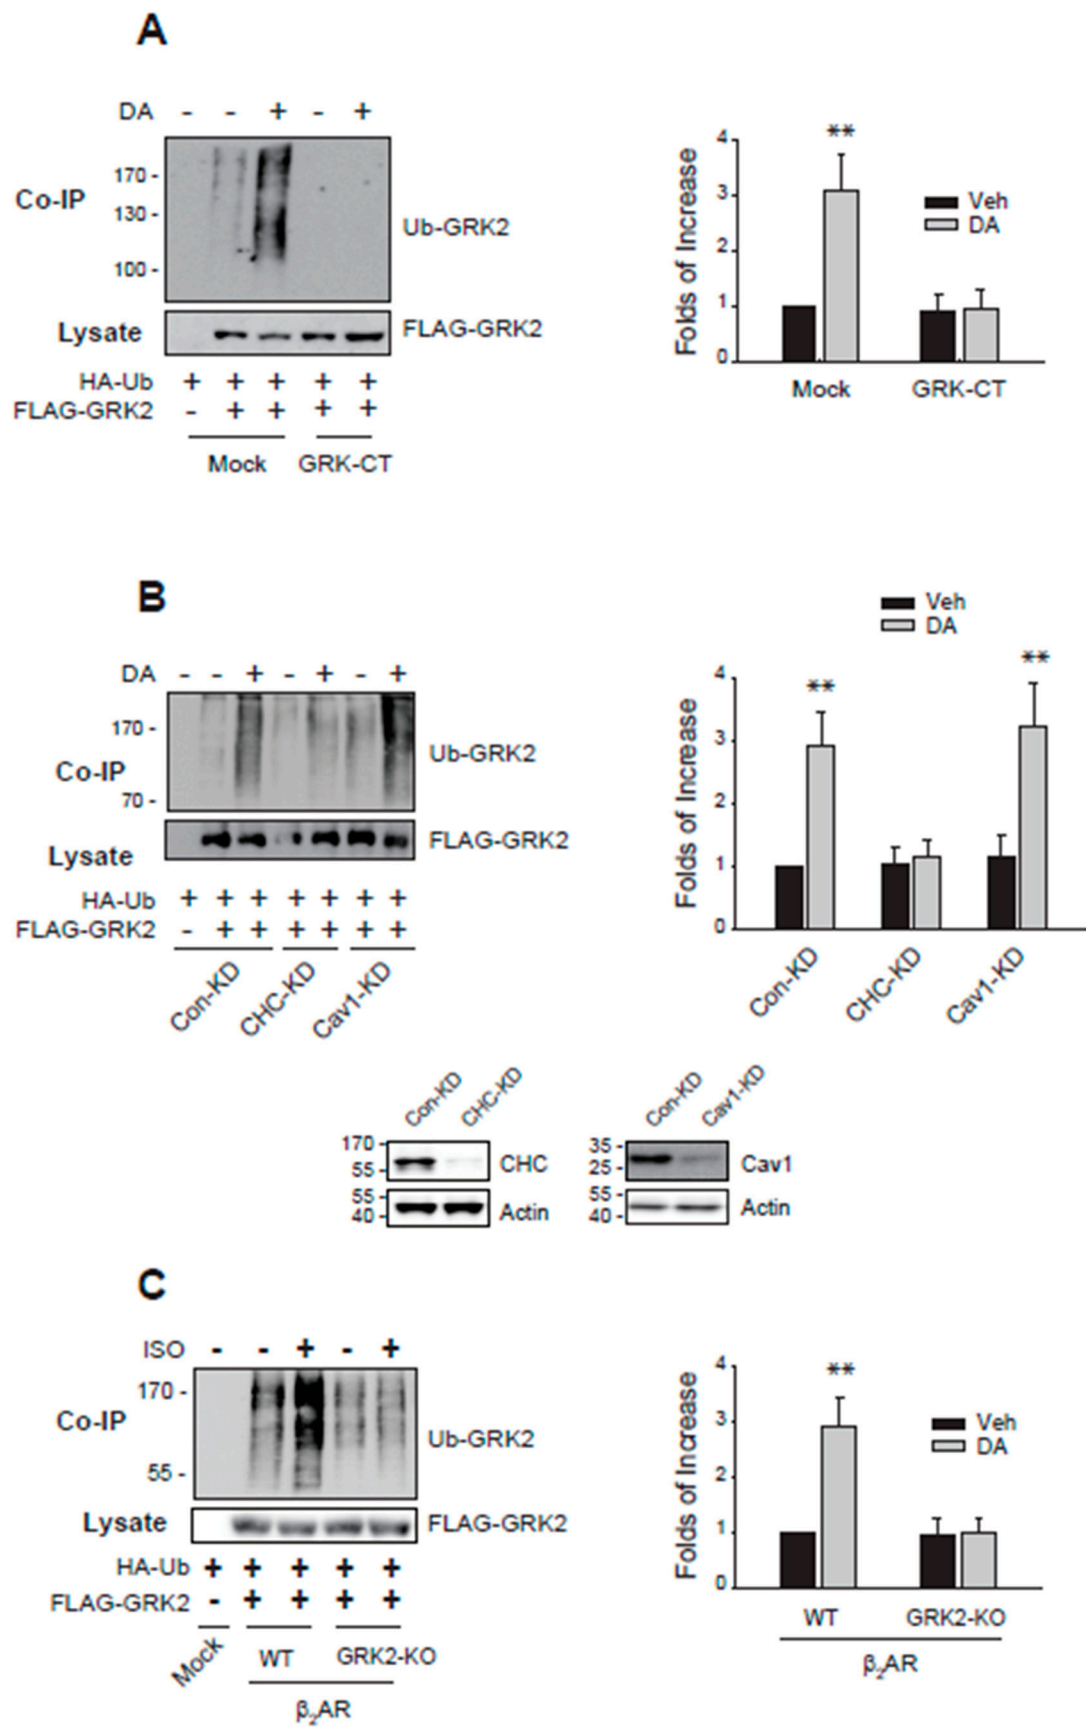 A
DA - - + - +
Co-IP
170 -
130 -
100 -
Ub-GRK2
Lysate
FLAG-GRK2
HA-Ub + + + + +
FLAG-GRK2 - + + + +
Mock GRK-CT
**
Folds of Increase
4
3
2
1
0
Veh
DA
Mock GRK-CT
B
DA - - + - + - +
Co-IP
170 -
70 -
Ub-GRK2
Lysate
FLAG-GRK2
HA-Ub + + + + + + +
FLAG-GRK2 - + + + + + +
Con-KD CHC-KD Cav1-KD
Veh
DA
** **
Folds of Increase
4
3
2
1
0
Con-KD CHC-KD Cav1-KD
Con-KD CHC-KD
170 -
55 -
CHC
55 -
40 -
Actin
Con-KD Cav1-KD
35 -
25 -
Cav1
55 -
40 -
Actin
C
ISO - - + - +
Co-IP
170 -
55 -
Ub-GRK2
Lysate
FLAG-GRK2
HA-Ub + + + + +
FLAG-GRK2 - + + + +
Mock WT GRK2-KO
β₂AR
**
Folds of Increase
4
3
2
1
0
Veh
DA
WT GRK2-KO
β₂AR